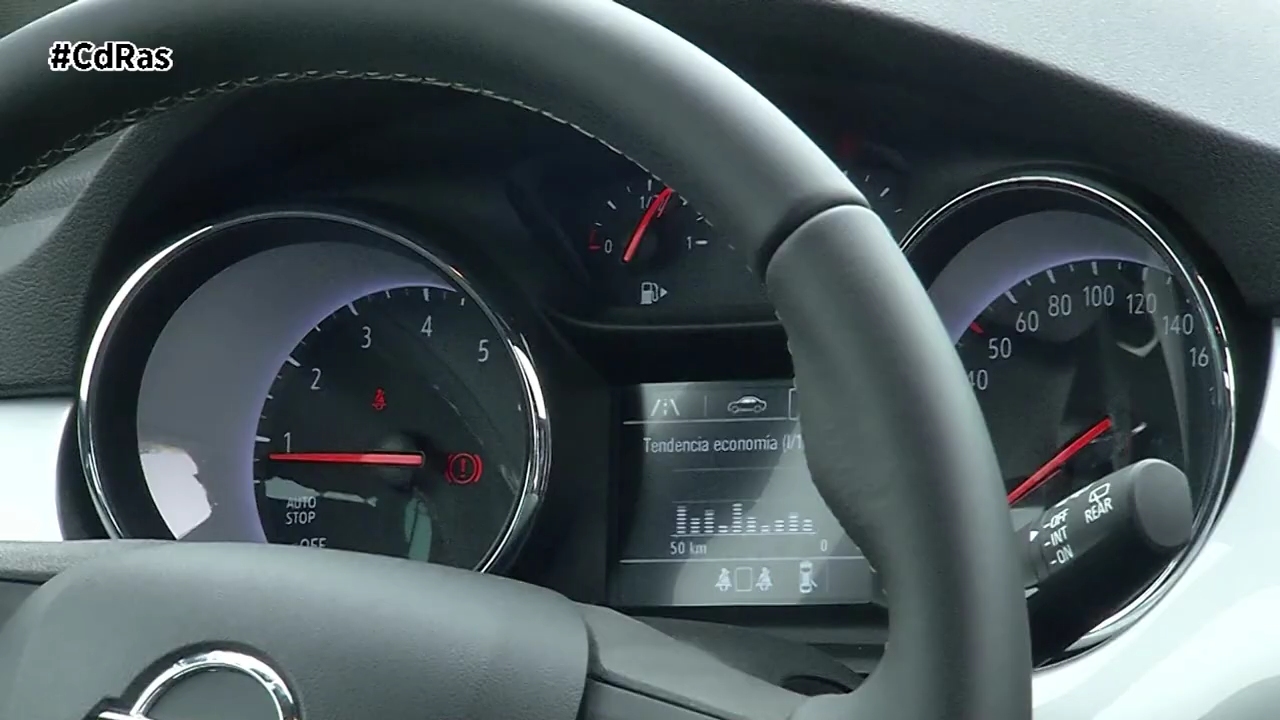 #CdRas
1/2
0
1
1
2
3
4
5
AUTO
STOP
OFF
Tendencia economía (l/1
50 km
0
40
50
60
80
100
120
140
16
OFF
INT
ON
REAR